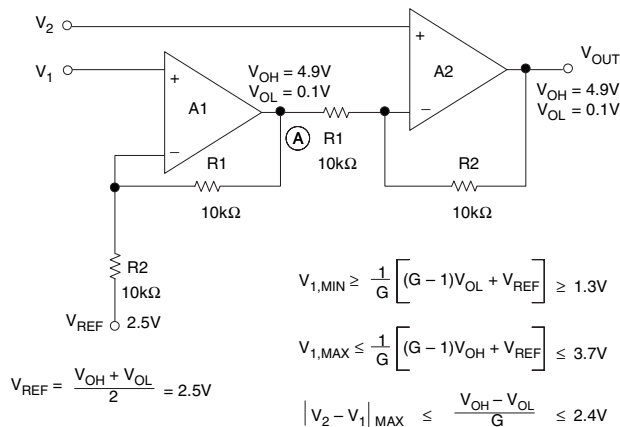 V2
V1
+
−
A1
VOH = 4.9V
VOL = 0.1V
A
R1
10kΩ
R1
10kΩ
R2
10kΩ
VREF 2.5V
+
−
A2
R2
10kΩ
VOUT
VOH = 4.9V
VOL = 0.1V
VREF = (VOH + VOL) / 2 = 2.5V
V1,MIN ≥ 1/G [(G – 1)VOL + VREF] ≥ 1.3V
V1,MAX ≤ 1/G [(G – 1)VOH + VREF] ≤ 3.7V
|V2 – V1|MAX ≤ (VOH – VOL) / G ≤ 2.4V